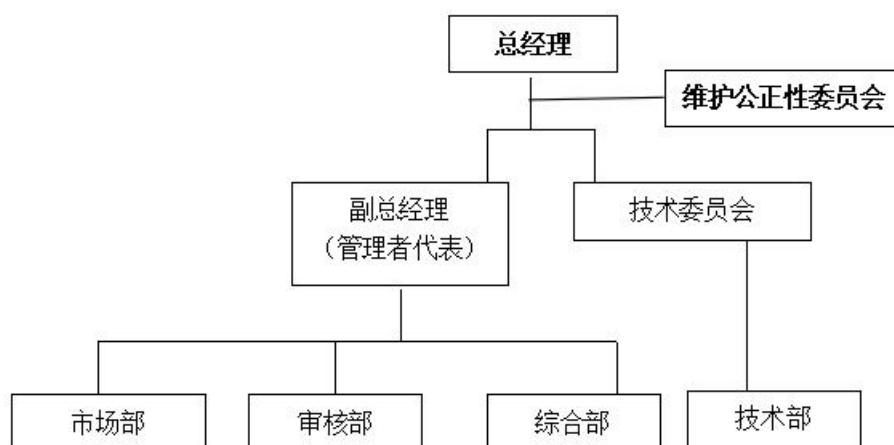 总经理
维护公正性委员会
副总经理
（管理者代表）
技术委员会
市场部
审核部
综合部
技术部